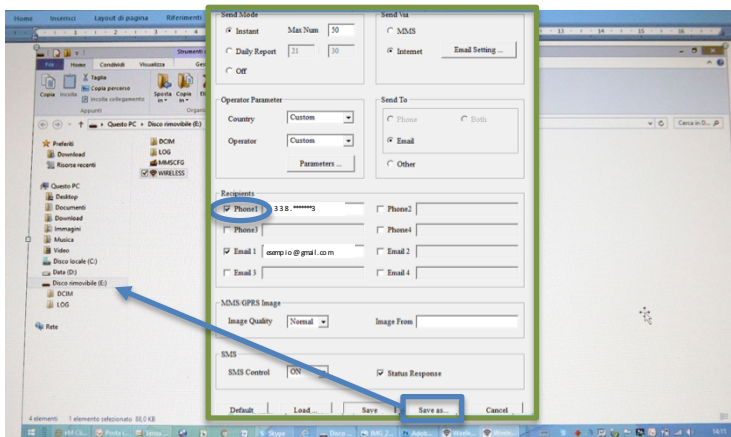 Home Inserisci Layout di pagina Riferimenti
Strumenti
File Home Condividi Visualizza
Copia Incolla
Taglia
Copia percorso
Incolla collegamento
Sposta in
Copia in
Appunti
Questo PC Disco rimovibile (E:)
Cerca in D...
Preferiti
Download
Risorse recenti
Questo PC
Desktop
Documenti
Download
Immagini
Musica
Video
Disco locale (C:)
Data (D:)
Disco rimovibile (E:)
DCIM
LOG
Rete
DCIM
LOG
MMSCFG
WIRELESS
4 elementi 1 elemento selezionato 88,0 KB
Send Mode
Instant Max Num 50
Daily Report 21 30
Off
Send Via
MMS
Internet Email Setting ...
Operator Parameter
Country Custom
Operator Custom
Parameters ...
Send To
Phone Both
Email
Other
Recipients
Phone1 338.*******3 Phone2
Phone3 Phone4
Email 1 esempio@gmail.com Email 2
Email 3 Email 4
MMS/GPRS Image
Image Quality Normal Image From
SMS
SMS Control ON Status Response
Default Load ... Save Save as... Cancel
Skype
16:15